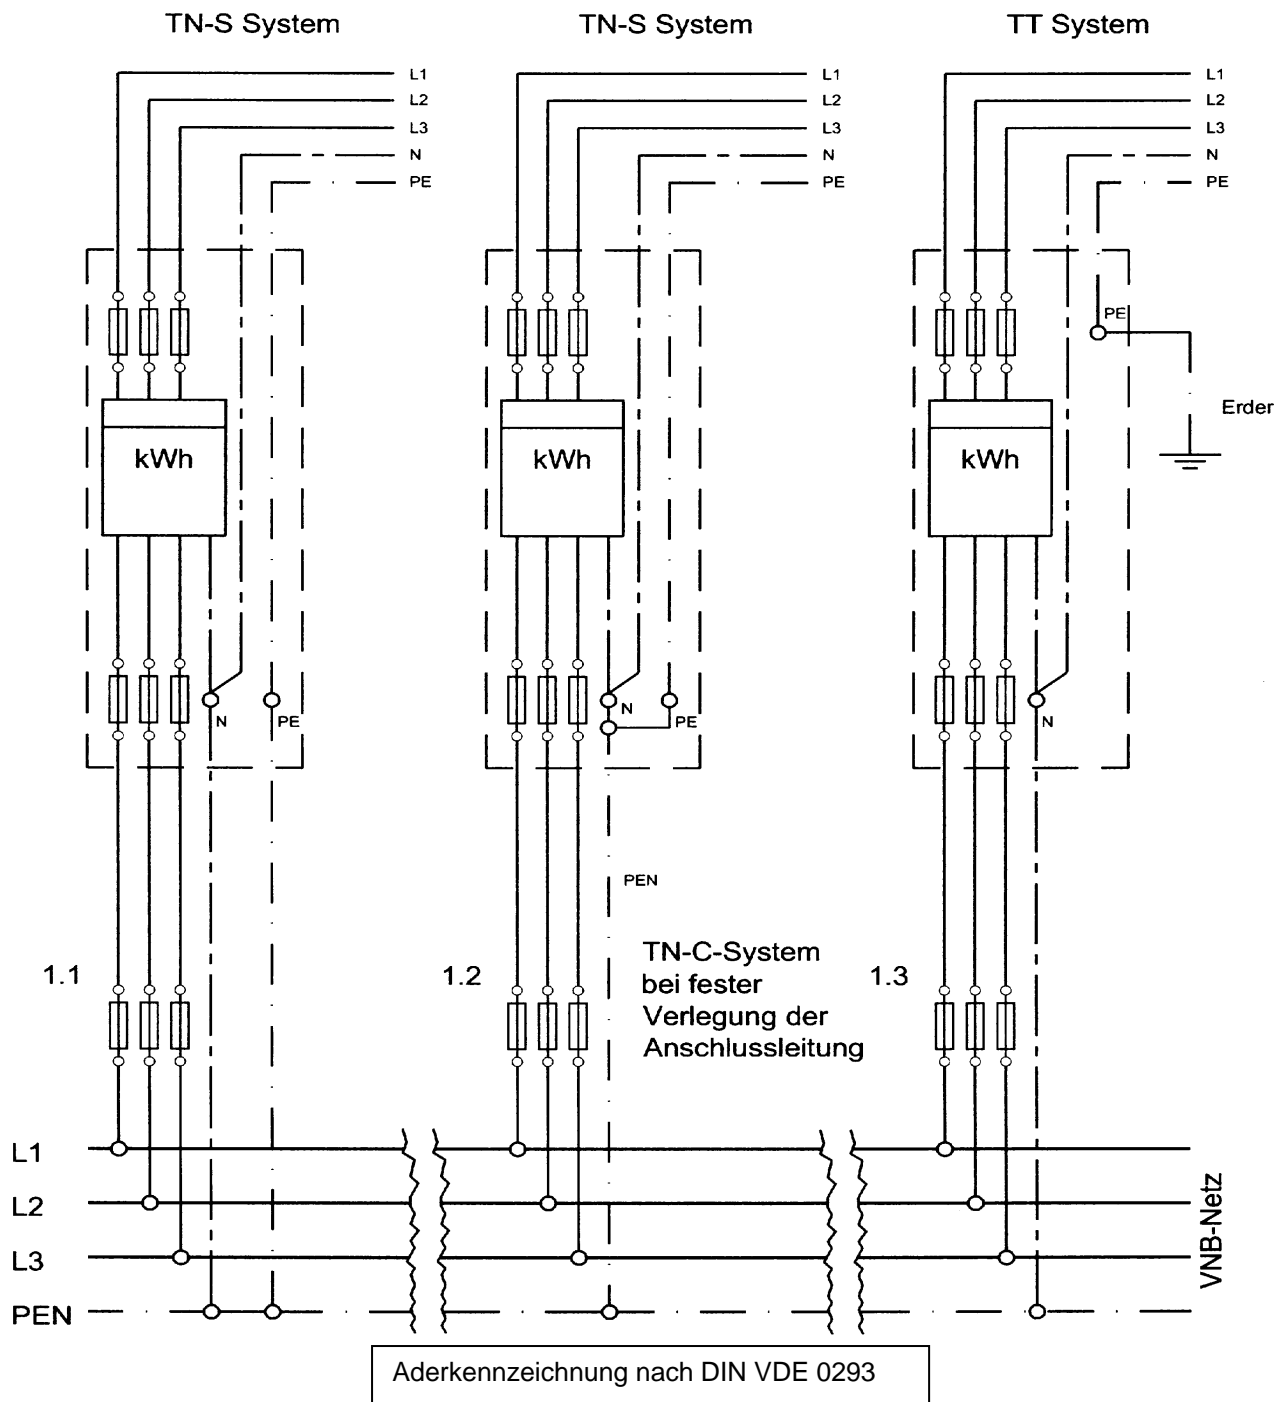 TN-S System
TN-S System
TT System
L1
L2
L3
N
PE
L1
L2
L3
N
PE
L1
L2
L3
N
PE
PE
Erder
kWh
kWh
kWh
N
PE
N
PE
N
PEN
1.1
1.2
TN-C-System
bei fester
Verlegung der
Anschlussleitung
1.3
L1
L2
L3
PEN
VNB-Netz
Aderkennzeichnung nach DIN VDE 0293